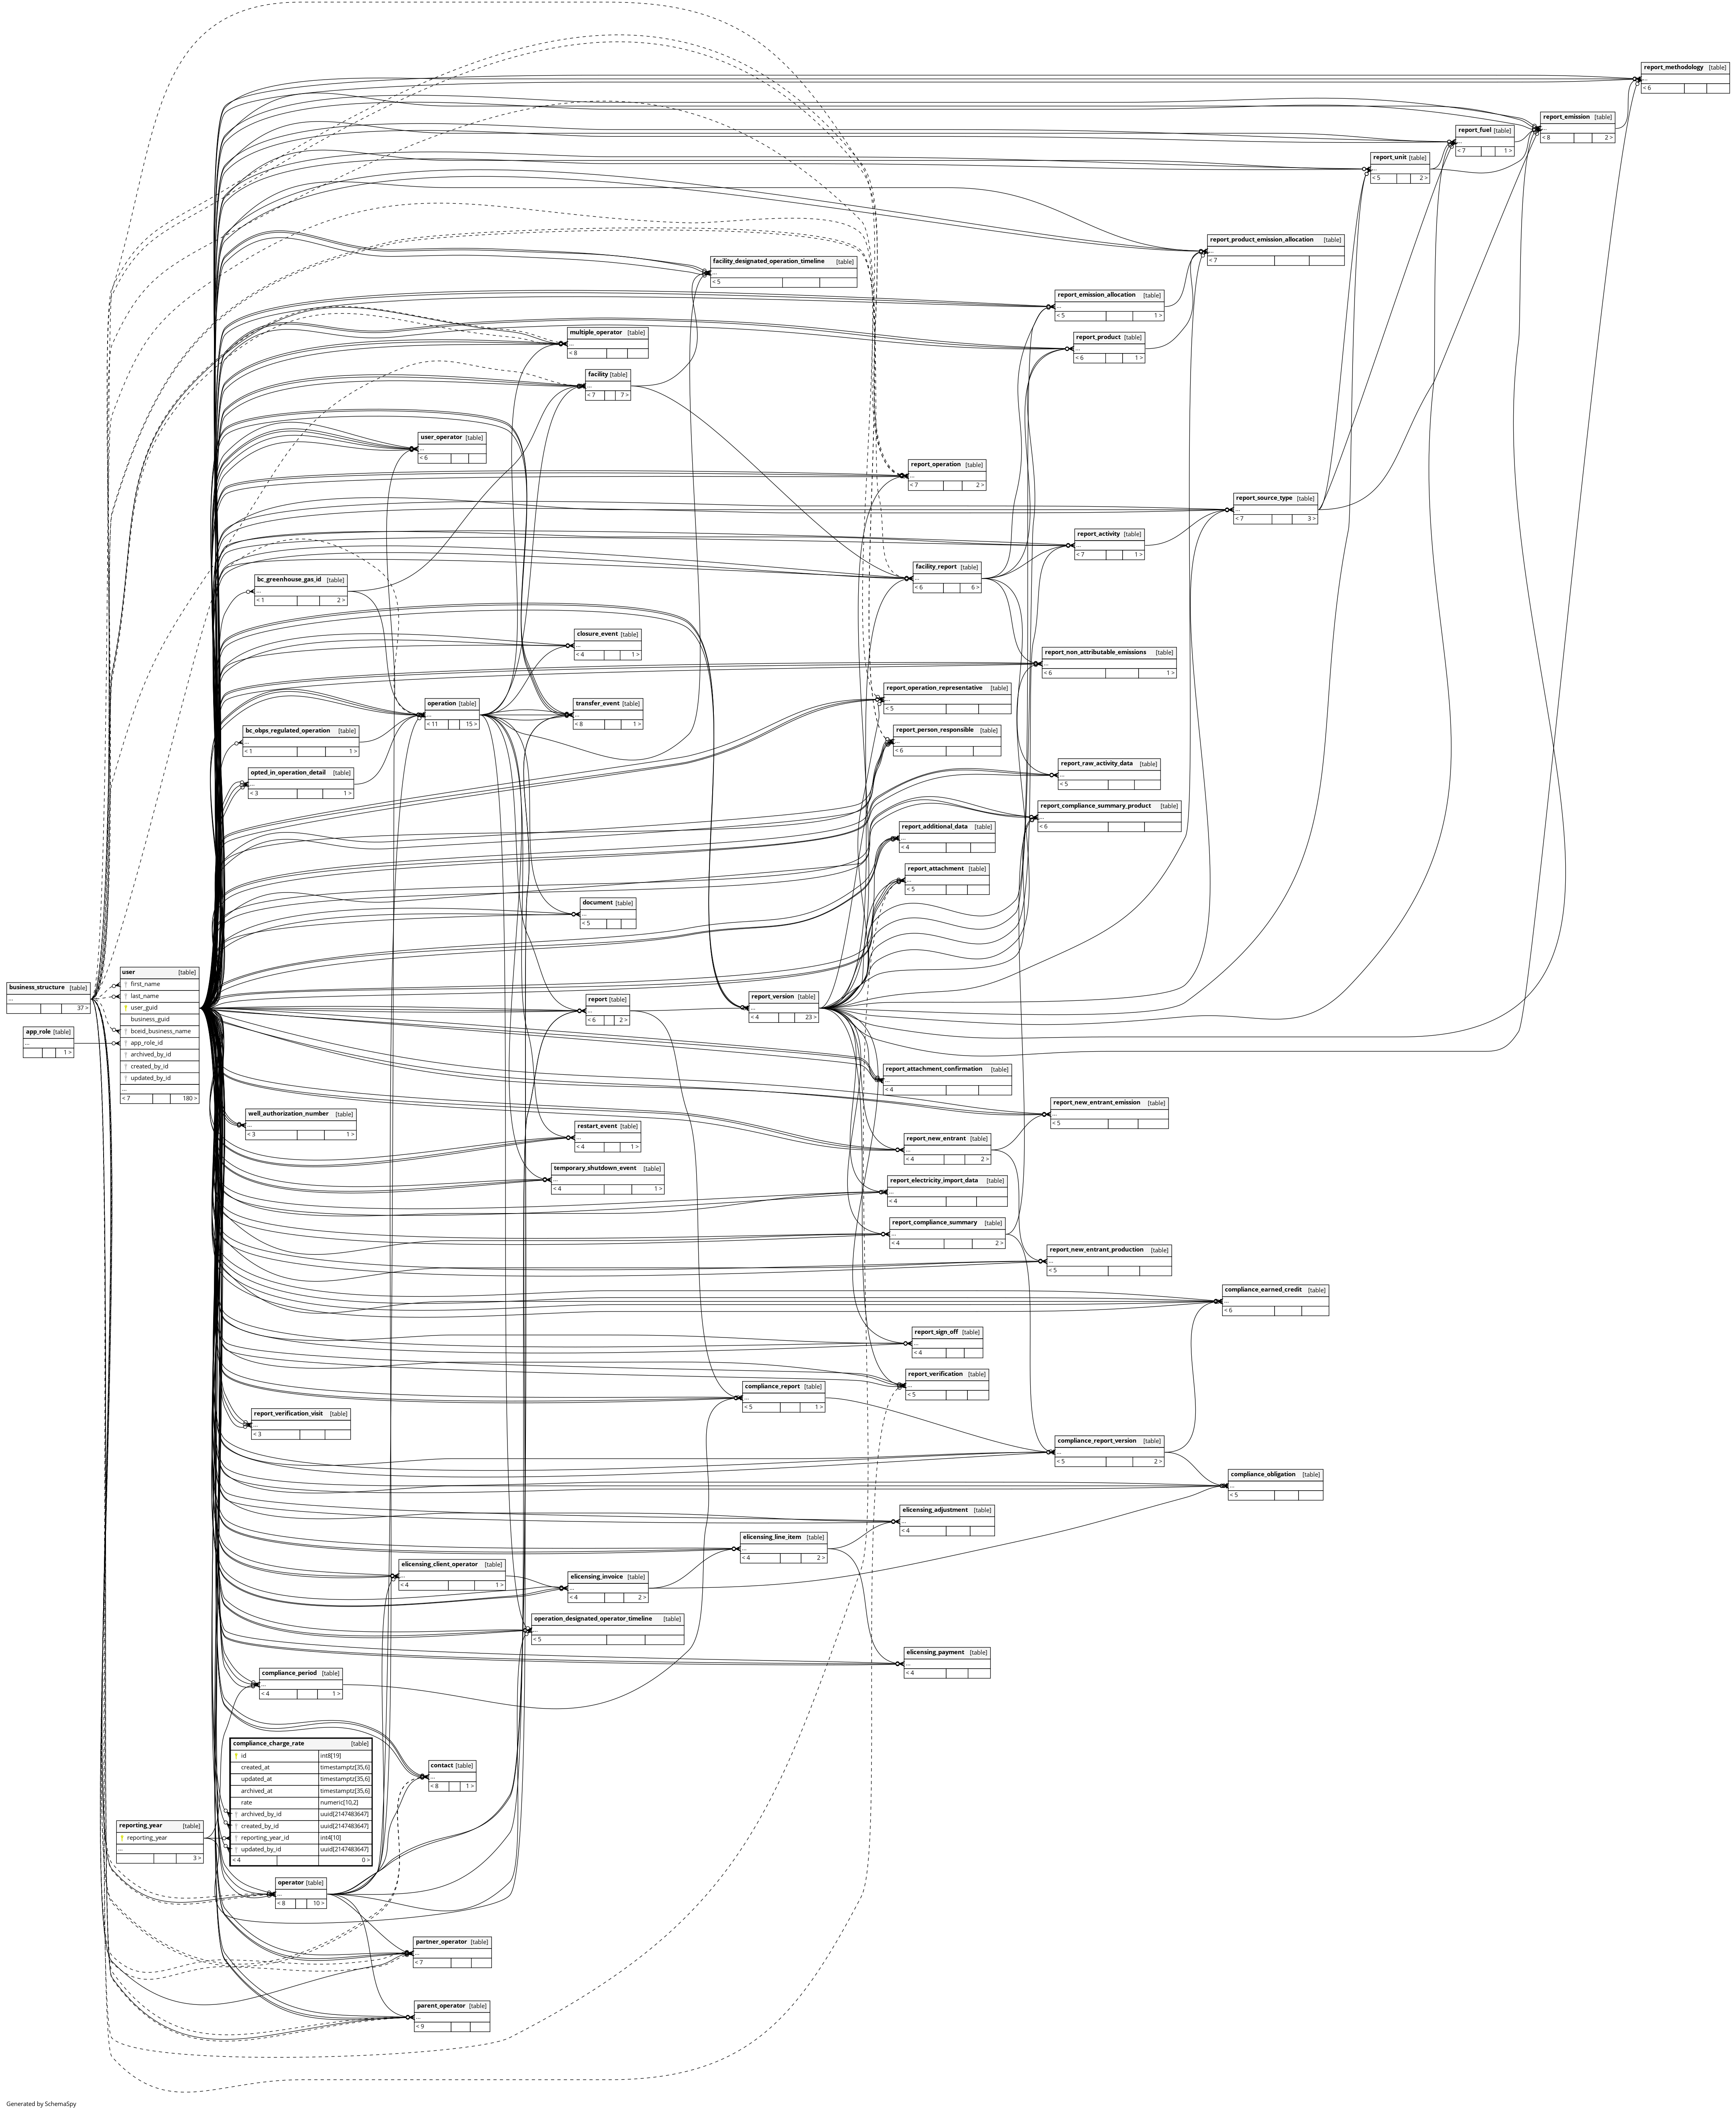 report_methodology [table]
...
< 6
report_emission [table]
...
< 8 2 >
report_fuel [table]
...
< 7 1 >
report_unit [table]
...
< 5 2 >
report_product_emission_allocation [table]
...
< 7
facility_designated_operation_timeline [table]
...
< 5
report_emission_allocation [table]
...
< 5 1 >
multiple_operator [table]
...
< 8
report_product [table]
...
< 6 1 >
facility [table]
...
< 7 7 >
user_operator [table]
...
< 6
report_operation [table]
...
< 7 2 >
report_source_type [table]
...
< 7 3 >
report_activity [table]
...
< 7 1 >
facility_report [table]
...
< 6 6 >
bc_greenhouse_gas_id [table]
...
< 1 2 >
closure_event [table]
...
< 4 1 >
report_non_attributable_emissions [table]
...
< 6 1 >
report_operation_representative [table]
...
< 5
operation [table]
...
< 11 15 >
transfer_event [table]
...
< 8 1 >
bc_obps_regulated_operation [table]
...
< 1 1 >
report_person_responsible [table]
...
< 6
opted_in_operation_detail [table]
...
< 3 1 >
report_raw_activity_data [table]
...
< 5
report_compliance_summary_product [table]
...
< 6
report_additional_data [table]
...
< 4
report_attachment [table]
...
< 5
document [table]
...
< 5
user [table]
first_name
last_name
user_guid
business_guid
bceid_business_name
app_role_id
archived_by_id
created_by_id
updated_by_id
...
< 7 180 >
business_structure [table]
...
37 >
app_role [table]
...
1 >
report [table]
...
< 6 2 >
report_version [table]
...
< 4 23 >
report_attachment_confirmation [table]
...
< 4
report_new_entrant_emission [table]
...
< 5
well_authorization_number [table]
...
< 3 1 >
restart_event [table]
...
< 4 1 >
report_new_entrant [table]
...
< 4 2 >
temporary_shutdown_event [table]
...
< 4 1 >
report_electricity_import_data [table]
...
< 4
report_compliance_summary [table]
...
< 4 2 >
report_new_entrant_production [table]
...
< 5
compliance_earned_credit [table]
...
< 6
report_sign_off [table]
...
< 4
report_verification [table]
...
< 5
compliance_report [table]
...
< 5 1 >
report_verification_visit [table]
...
< 3
compliance_report_version [table]
...
< 5 2 >
compliance_obligation [table]
...
< 5
elicensing_adjustment [table]
...
< 4
elicensing_line_item [table]
...
< 4 2 >
elicensing_client_operator [table]
...
< 4 1 >
elicensing_invoice [table]
...
< 4 2 >
operation_designated_operator_timeline [table]
...
< 5
elicensing_payment [table]
...
< 4
compliance_period [table]
...
< 4 1 >
compliance_charge_rate [table]
id int8[19]
created_at timestamptz[35,6]
updated_at timestamptz[35,6]
archived_at timestamptz[35,6]
rate numeric[10,2]
archived_by_id uuid[2147483647]
created_by_id uuid[2147483647]
reporting_year_id int4[10]
updated_by_id uuid[2147483647]
< 4 0 >
contact [table]
...
< 8 1 >
reporting_year [table]
reporting_year
...
3 >
operator [table]
...
< 8 10 >
partner_operator [table]
...
< 7
parent_operator [table]
...
< 9
Generated by SchemaSpy